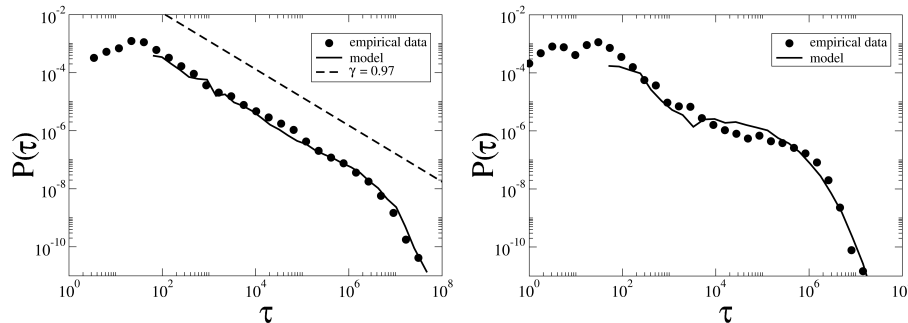 10^-2
10^-4
10^-6
10^-8
10^-10
P(τ)
10^0 10^2 10^4 10^6 10^8
τ
empirical data
model
γ = 0.97
10^-2
10^-4
10^-6
10^-8
10^-10
P(τ)
10^0 10^2 10^4 10^6 10
τ
empirical data
model